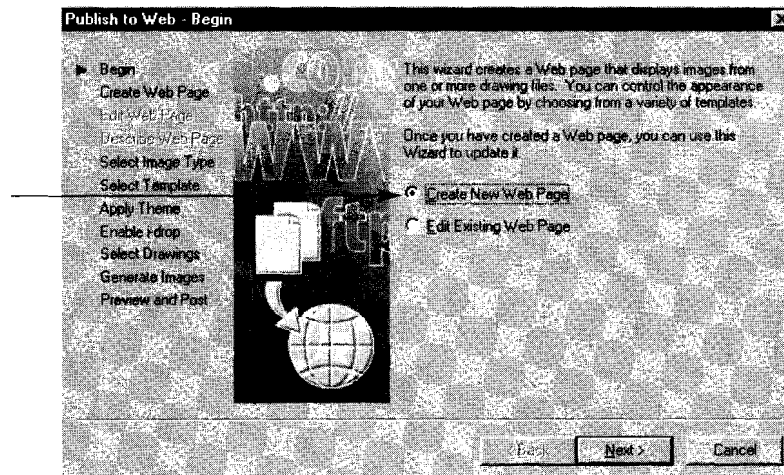 Publish to Web - Begin
Begin
Create Web Page
Edit Web Page
Describe Web Page
Select Image Type
Select Template
Apply Theme
Enable i-drop
Select Drawings
Generate Images
Preview and Post
This wizard creates a Web page that displays images from
one or more drawing files. You can control the appearance
of your Web page by choosing from a variety of templates.
Once you have created a Web page, you can use this
Wizard to update it.
Create New Web Page
Edit Existing Web Page
< Back
Next >
Cancel